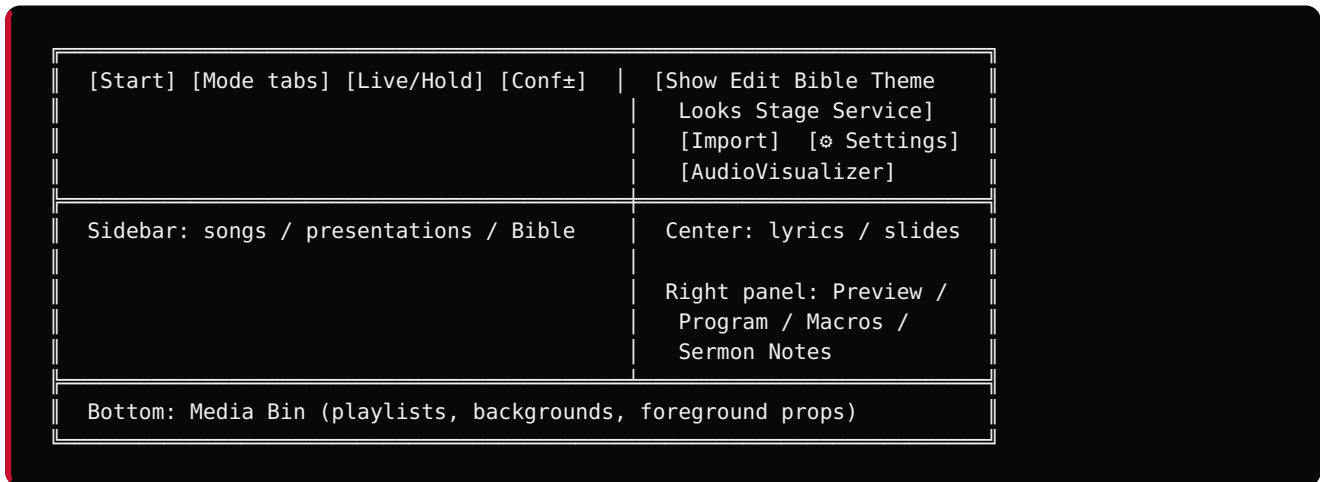 [Start] [Mode tabs] [Live/Hold] [Conf±] │ [Show Edit Bible Theme
│ Looks Stage Service]
│ [Import] [⚙ Settings]
│ [AudioVisualizer]
Sidebar: songs / presentations / Bible │ Center: lyrics / slides
│ Right panel: Preview /
│ Program / Macros /
│ Sermon Notes
Bottom: Media Bin (playlists, backgrounds, foreground props)